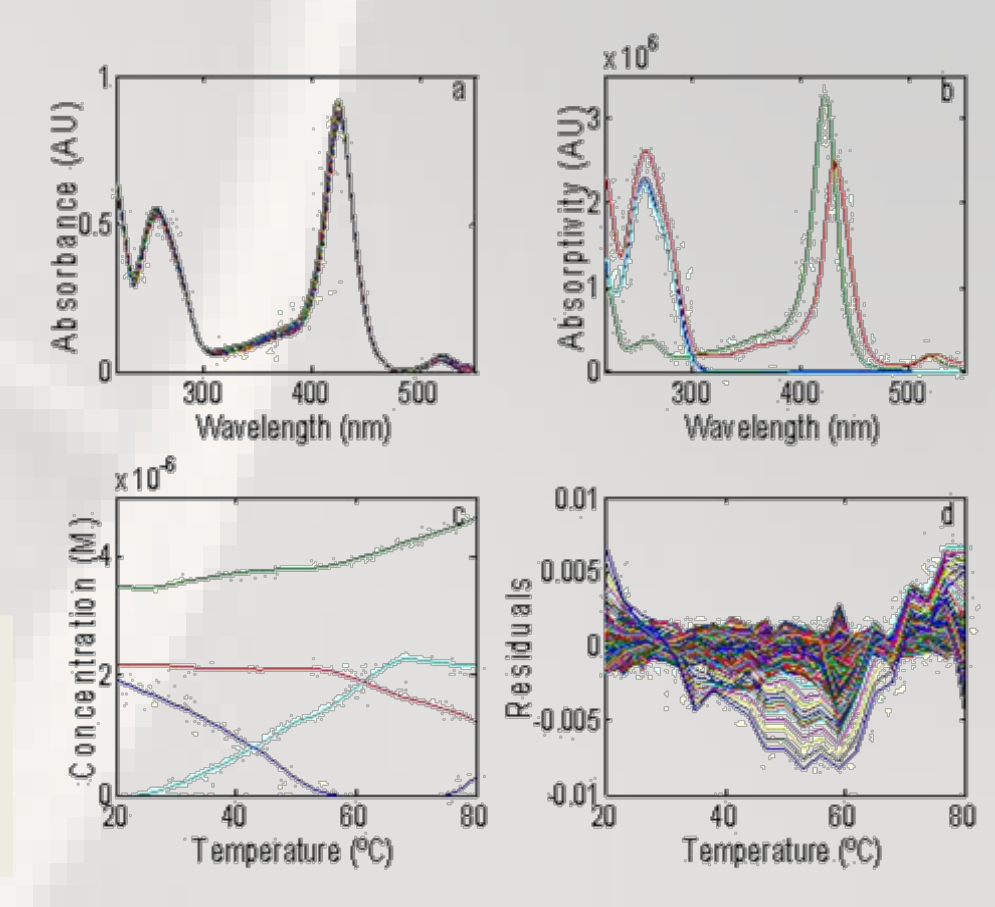 x10⁶
1
a
b
Absorbance (AU)
0.5
0
300 400 500
Wavelength (nm)
Absorptivity (AU)
3
2
1
0
300 400 500
Wavelength (nm)
x10⁻⁶
c
Concentration (M)
4
2
0
20 40 60 80
Temperature (ºC)
0.01
d
Residuals
0.005
0
-0.005
-0.01
20 40 60 80
Temperature (ºC)